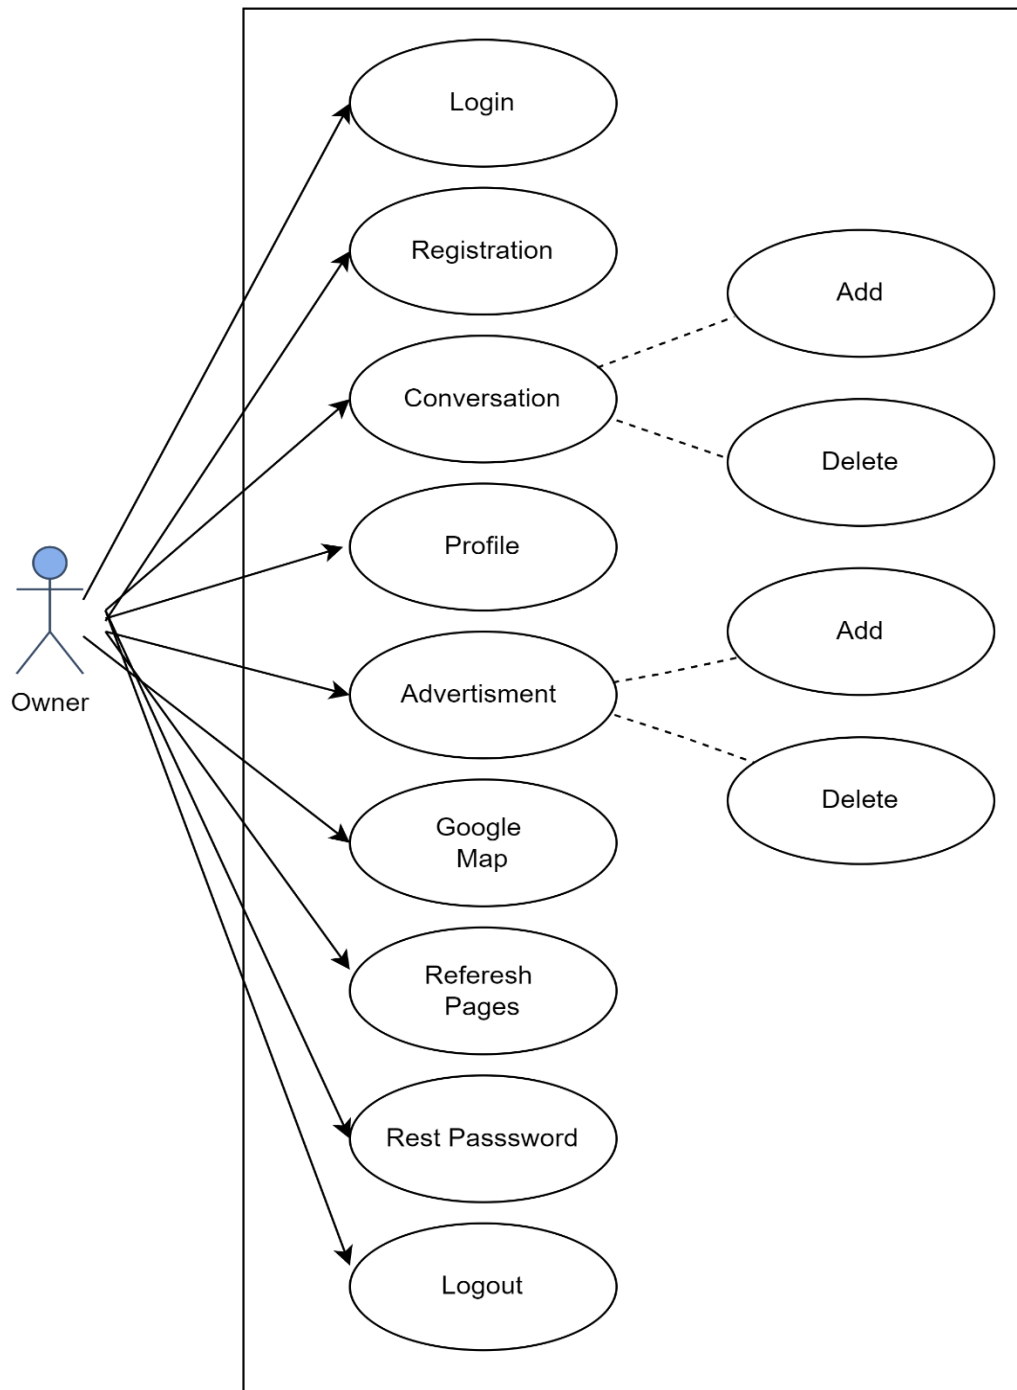 Login
Registration
Add
Conversation
Delete
Profile
Add
Owner
Advertisment
Delete
Google
Map
Referesh
Pages
Rest Passsword
Logout